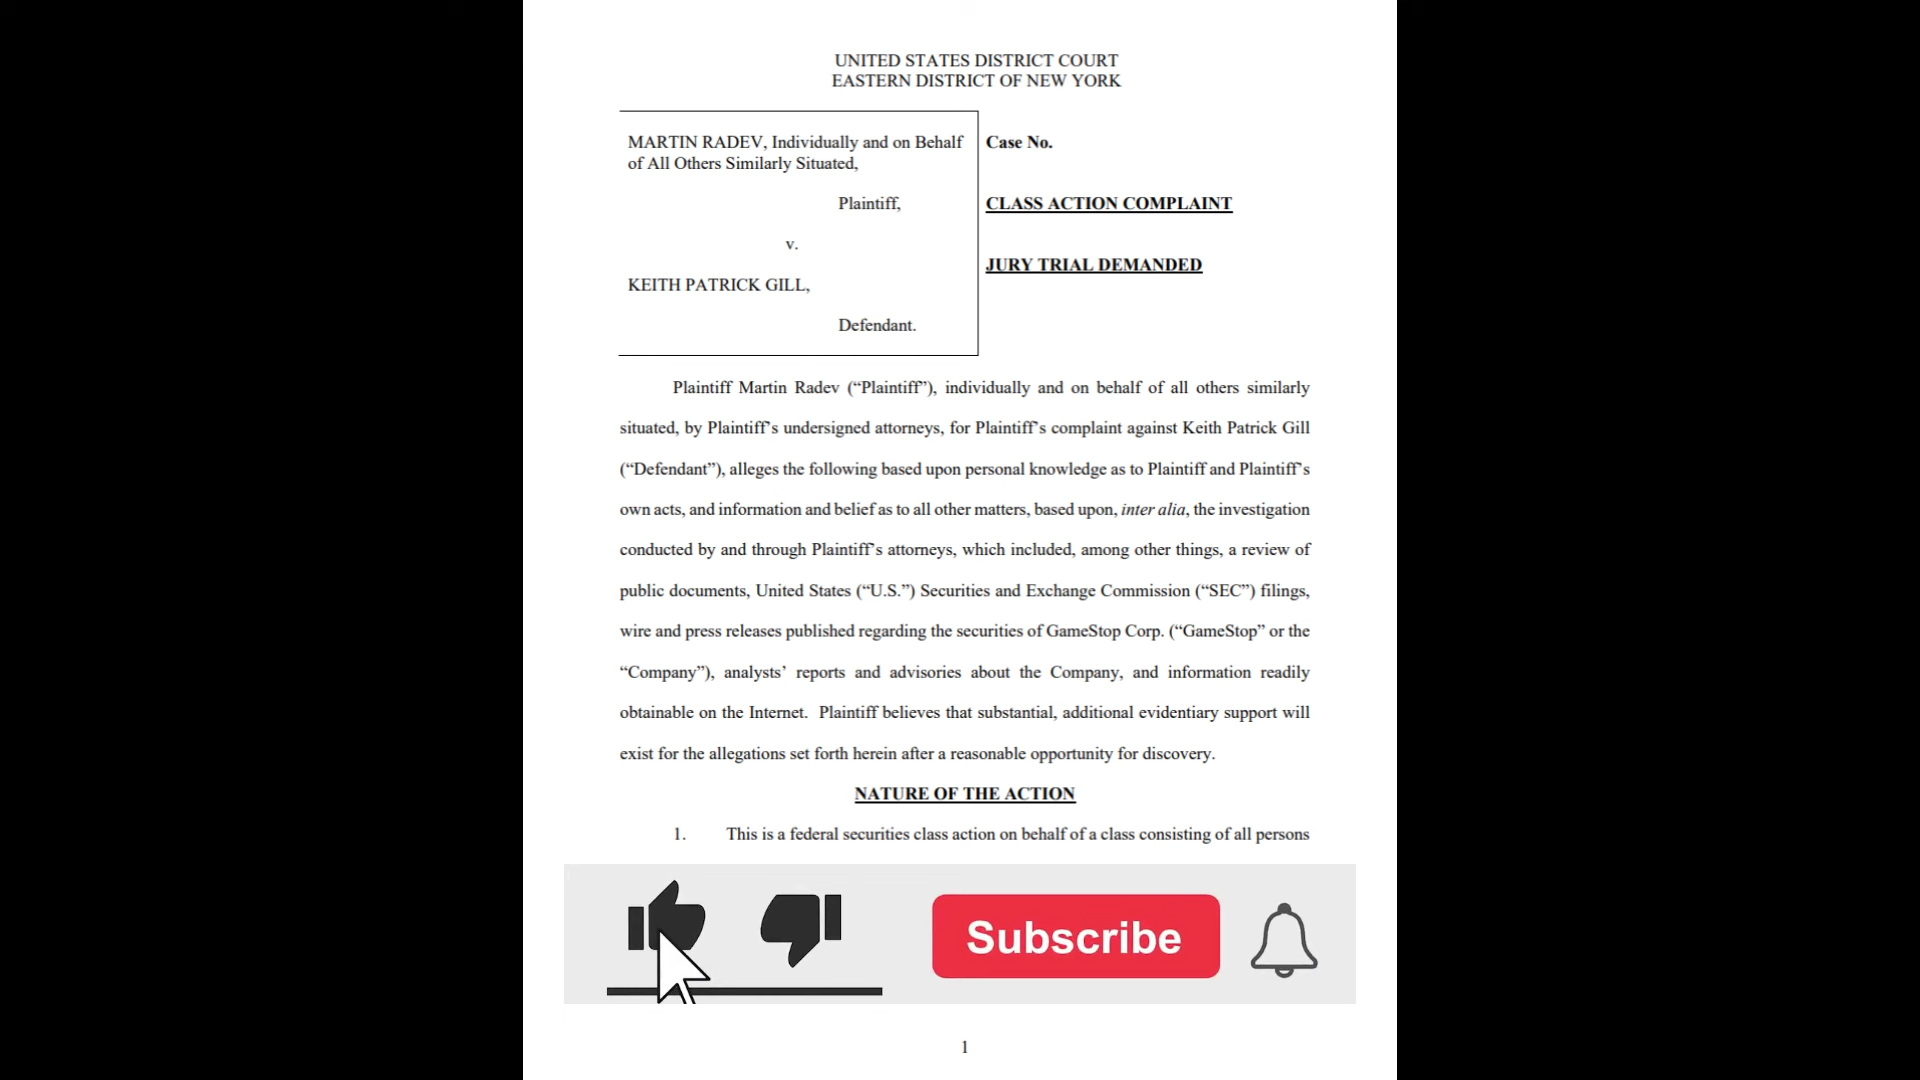 UNITED STATES DISTRICT COURT
EASTERN DISTRICT OF NEW YORK
MARTIN RADEV, Individually and on Behalf
of All Others Similarly Situated,
Plaintiff,
v.
KEITH PATRICK GILL,
Defendant.
Case No.
CLASS ACTION COMPLAINT
JURY TRIAL DEMANDED
Plaintiff Martin Radev (“Plaintiff”), individually and on behalf of all others similarly
situated, by Plaintiff’s undersigned attorneys, for Plaintiff’s complaint against Keith Patrick Gill
(“Defendant”), alleges the following based upon personal knowledge as to Plaintiff and Plaintiff’s
own acts, and information and belief as to all other matters, based upon, inter alia, the investigation
conducted by and through Plaintiff’s attorneys, which included, among other things, a review of
public documents, United States (“U.S.”) Securities and Exchange Commission (“SEC”) filings,
wire and press releases published regarding the securities of GameStop Corp. (“GameStop” or the
“Company”), analysts’ reports and advisories about the Company, and information readily
obtainable on the Internet.  Plaintiff believes that substantial, additional evidentiary support will
exist for the allegations set forth herein after a reasonable opportunity for discovery.
NATURE OF THE ACTION
1. This is a federal securities class action on behalf of a class consisting of all persons
Subscribe
1